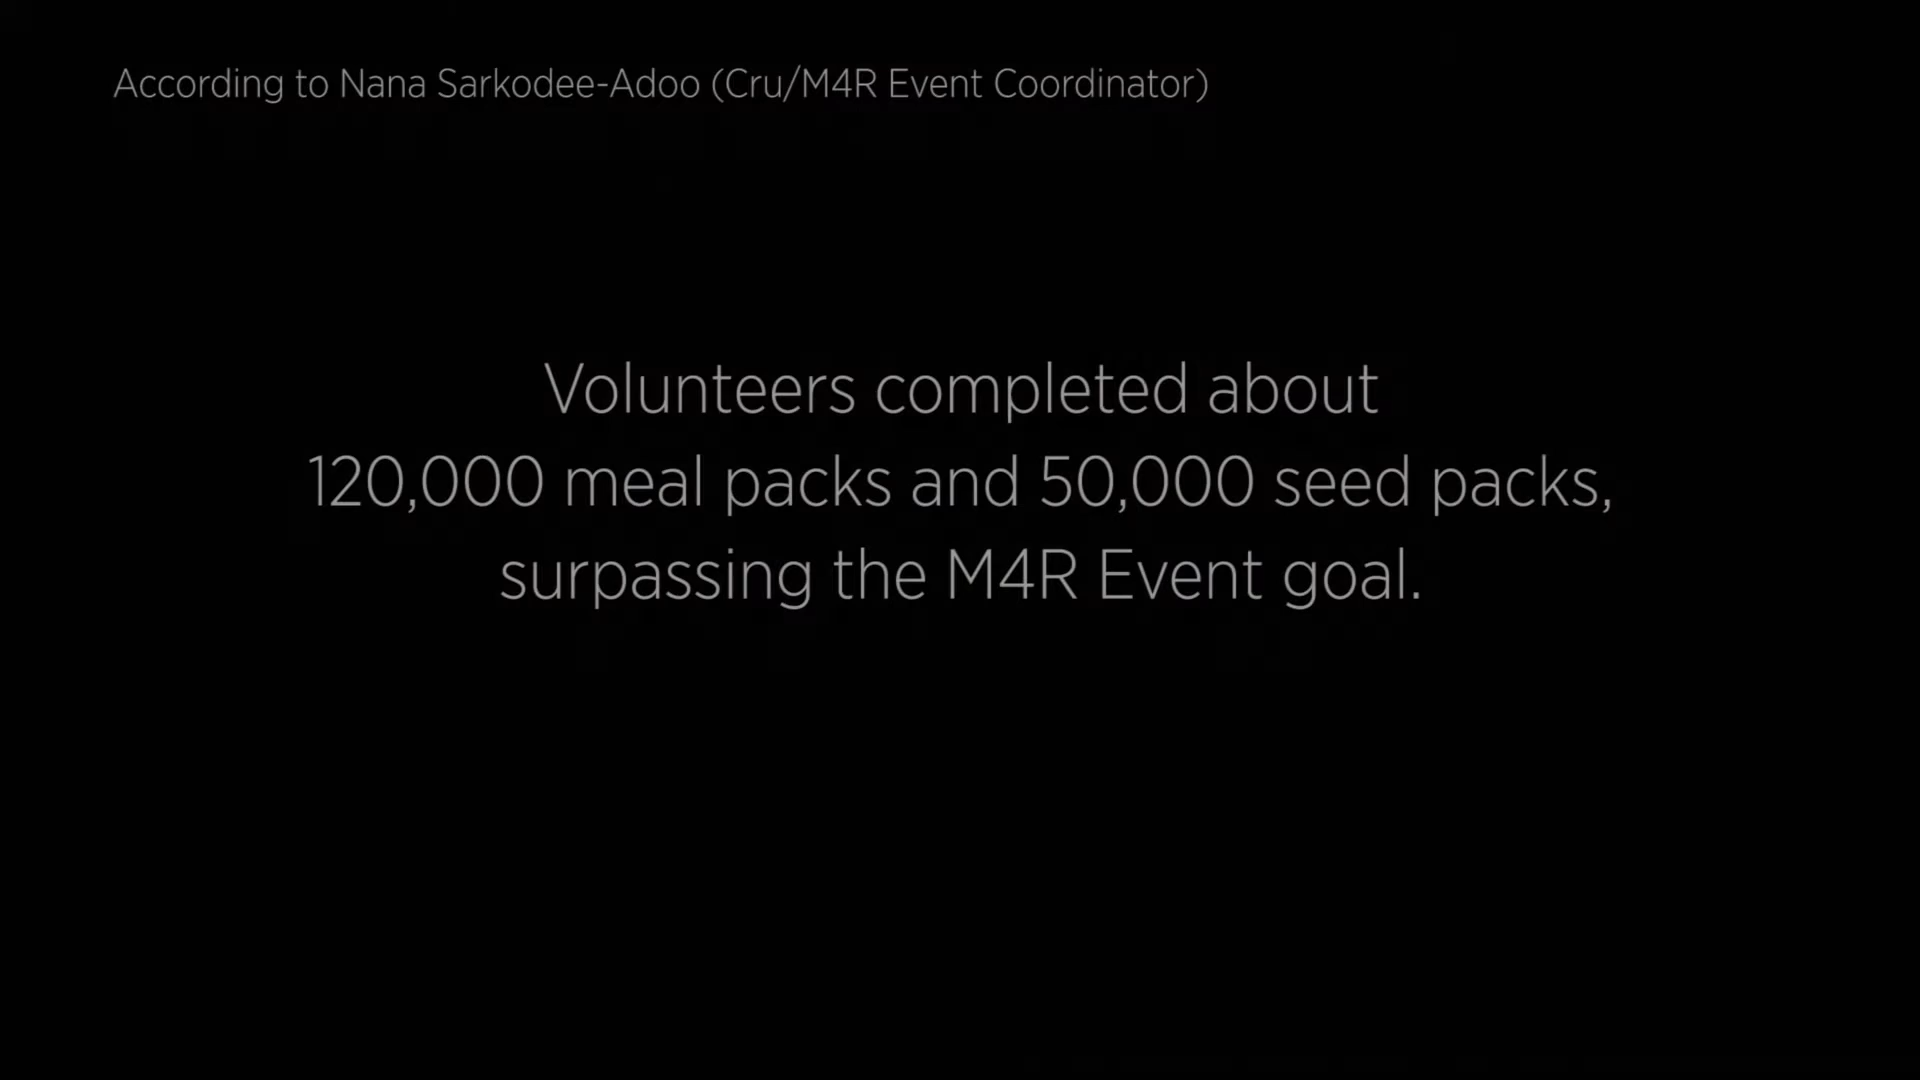 According to Nana Sarkodee-Adoo (Cru/M4R Event Coordinator)
Volunteers completed about
120,000 meal packs and 50,000 seed packs,
surpassing the M4R Event goal.